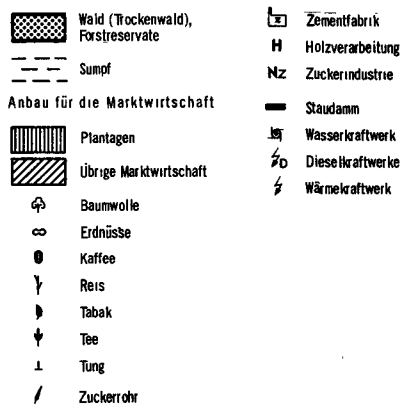 Wald (Trockenwald),
Forstreservate
Sumpf
Anbau für die Marktwirtschaft
Plantagen
Übrige Marktwirtschaft
Baumwolle
Erdnüsse
Kaffee
Reis
Tabak
Tee
Tung
Zuckerrohr
Z Zementfabrik
H Holzverarbeitung
Nz Zuckerindustrie
Staudamm
Wasserkraftwerk
D Dieselkraftwerke
Wärmekraftwerk